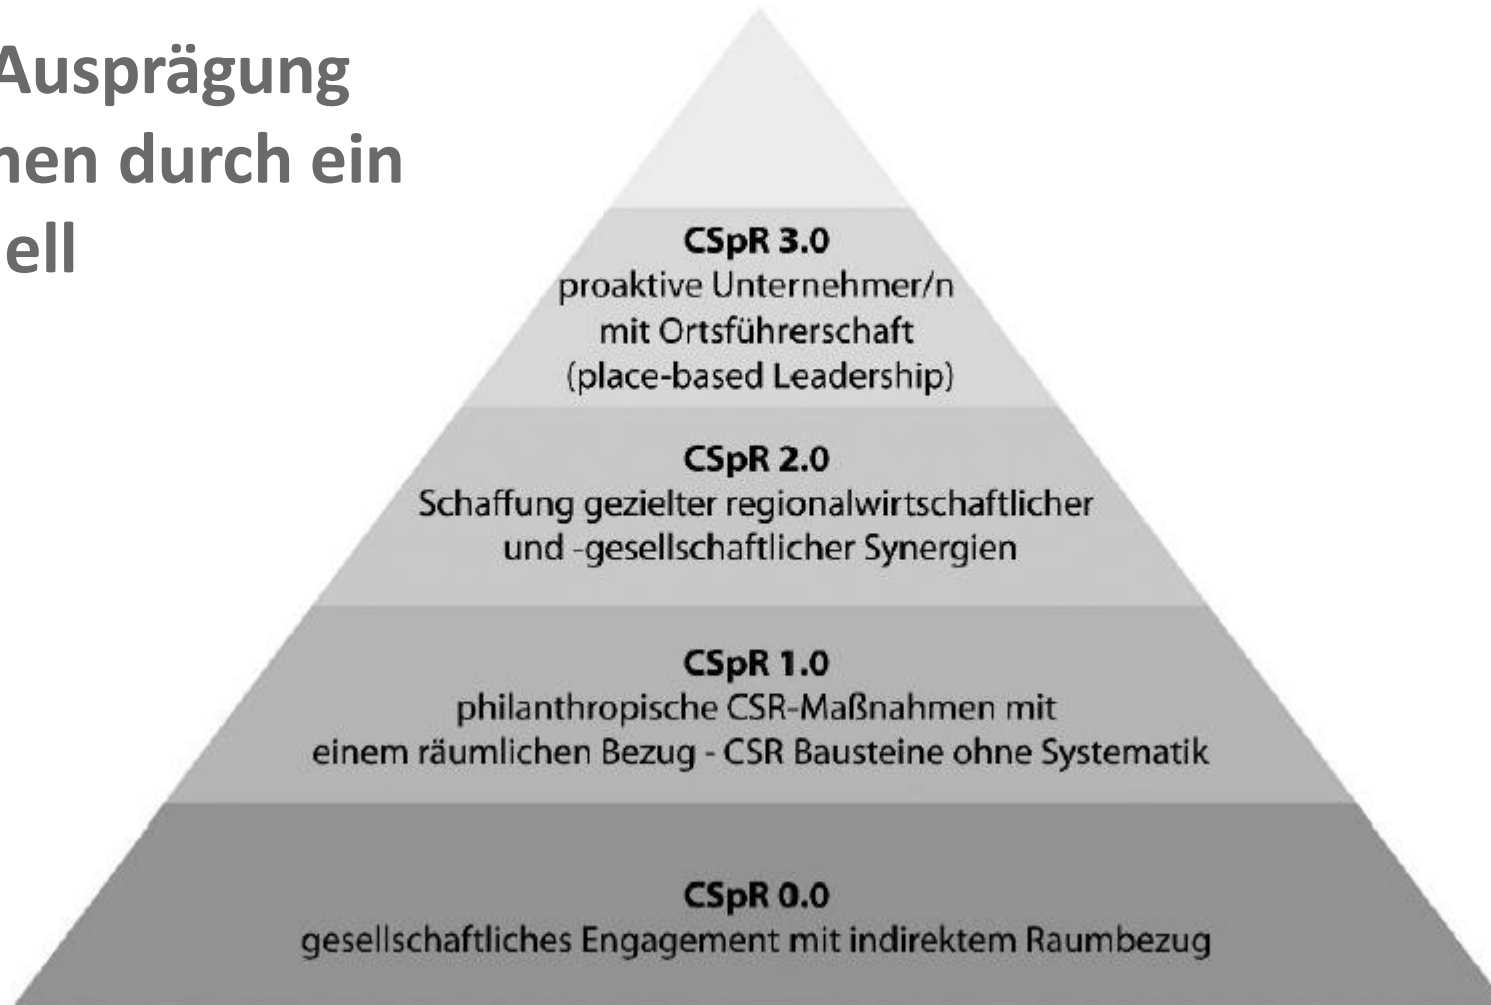 Ausprägung
durch ein
CSpR 3.0
proaktive Unternehmer/n
mit Ortsführerschaft
(place-based Leadership)
CSpR 2.0
Schaffung gezielter regionalwirtschaftlicher
und -gesellschaftlicher Synergien
CSpR 1.0
philanthropische CSR-Maßnahmen mit
einem räumlichen Bezug - CSR Bausteine ohne Systematik
CSpR 0.0
gesellschaftliches Engagement mit indirektem Raumbezug